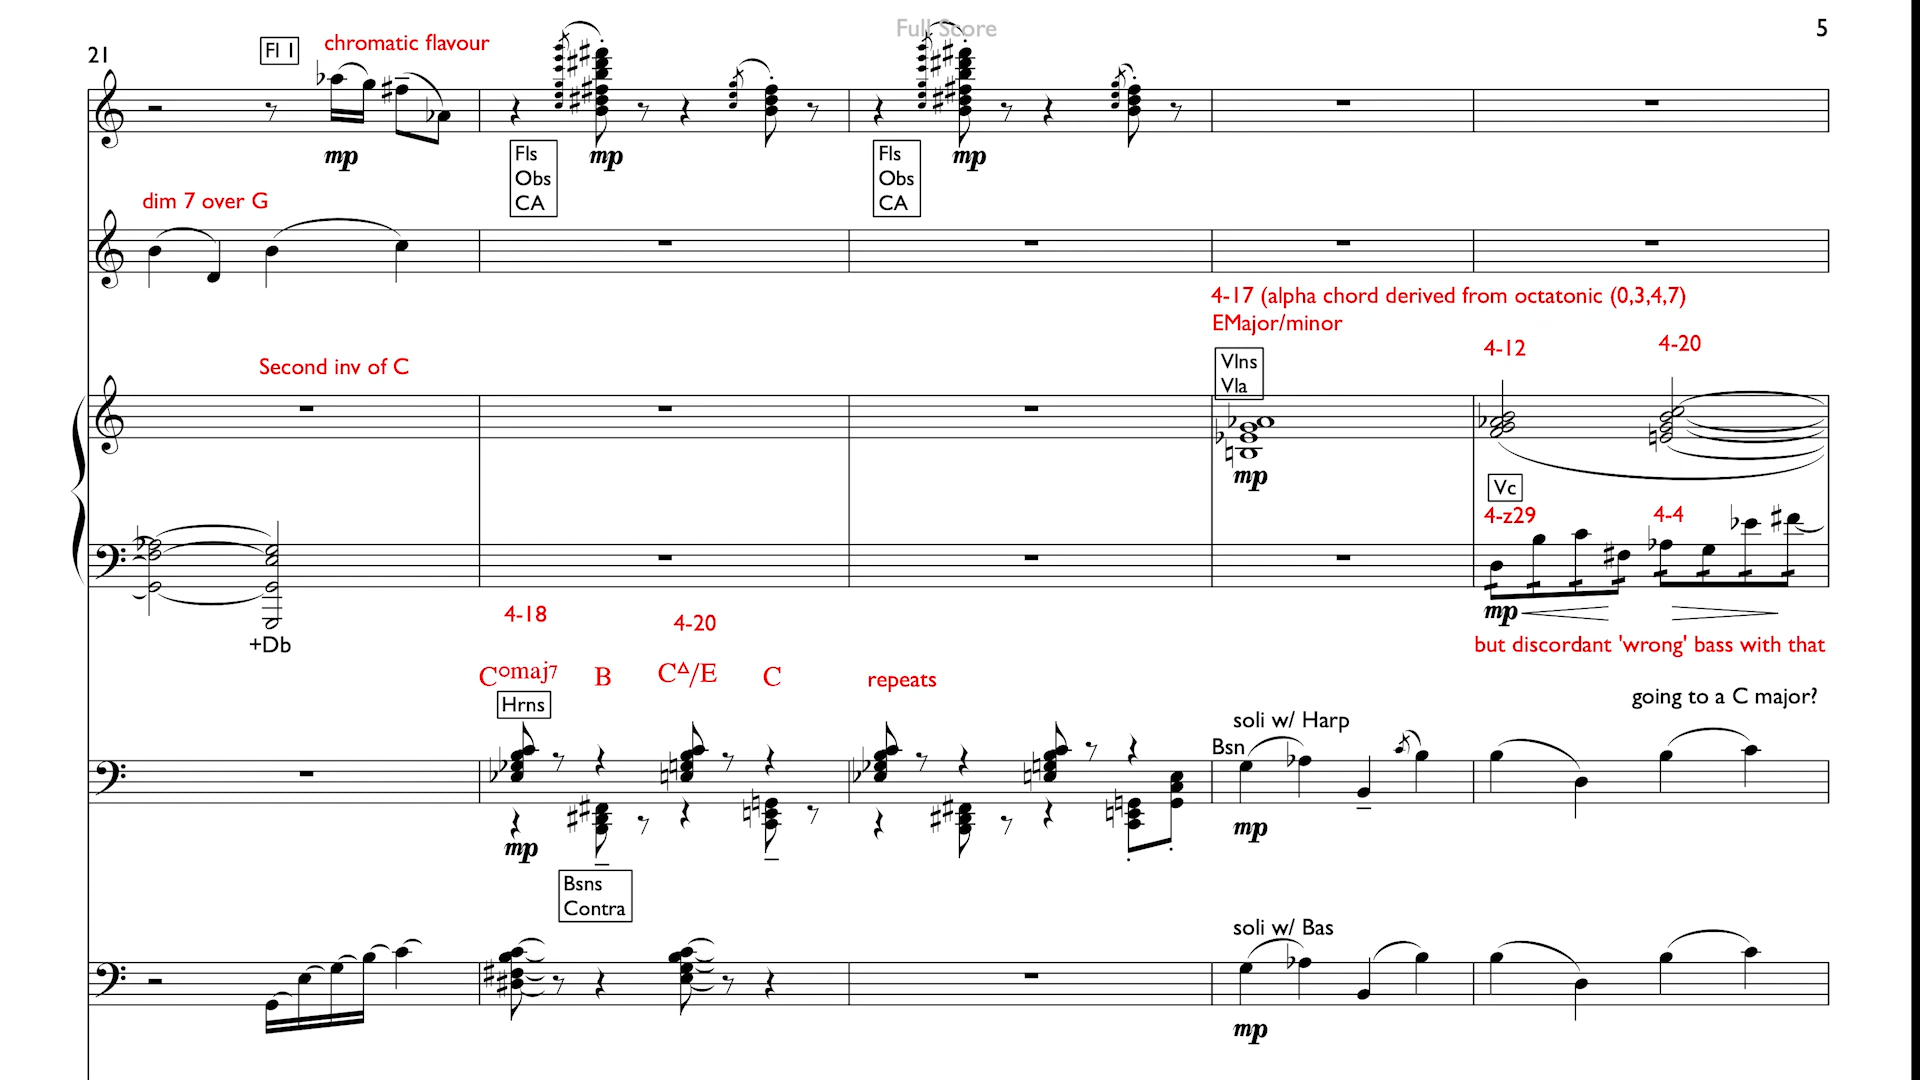 Full Score
5
21
Fl 1
chromatic flavour
mp
Fls
Obs
CA
mp
Fls
Obs
CA
mp
dim 7 over G
4-17 (alpha chord derived from octatonic (0,3,4,7)
EMajor/minor
Second inv of C
4-12
4-20
Vlns
Vla
mp
Vc
4-z29
4-4
mp
+Db
4-18
4-20
but discordant 'wrong' bass with that
Comaj7
B
CΔ/E
C
repeats
going to a C major?
Hrns
soli w/ Harp
Bsn
mp
mp
Bsns
Contra
soli w/ Bas
mp